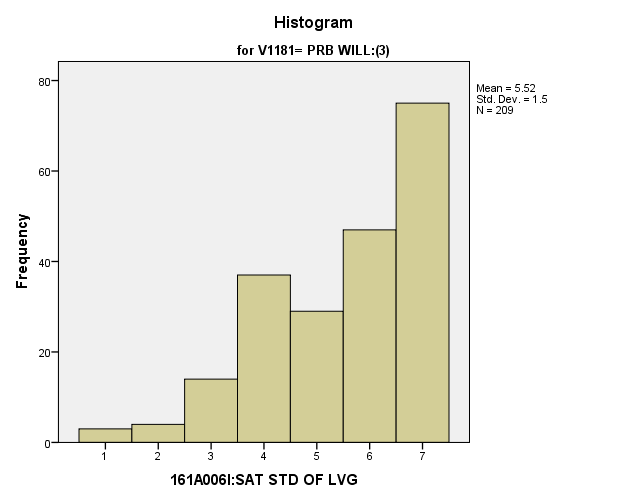 Histogram
for V1181= PRB WILL:(3)
Mean = 5.52
Std. Dev. = 1.5
N = 209
80
60
40
20
0
Frequency
1 2 3 4 5 6 7
161A006I:SAT STD OF LVG